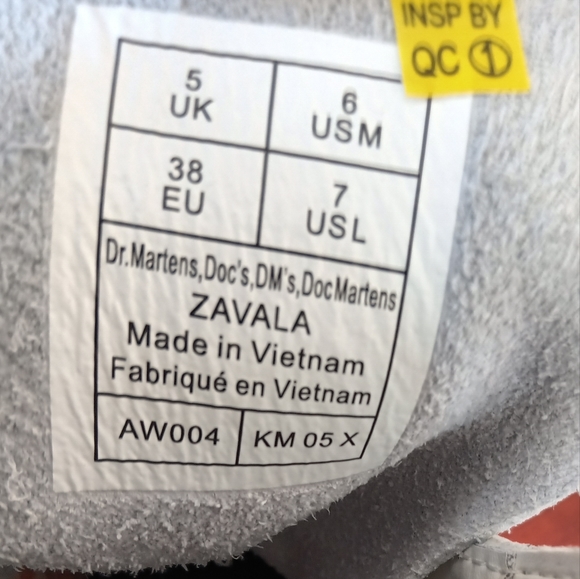 INSP BY
QC 1
5
UK
6
USM
38
EU
7
USL
Dr.Martens,Doc's,DM's,DocMartens
ZAVALA
Made in Vietnam
Fabriqué en Vietnam
AW004
KM 05 X